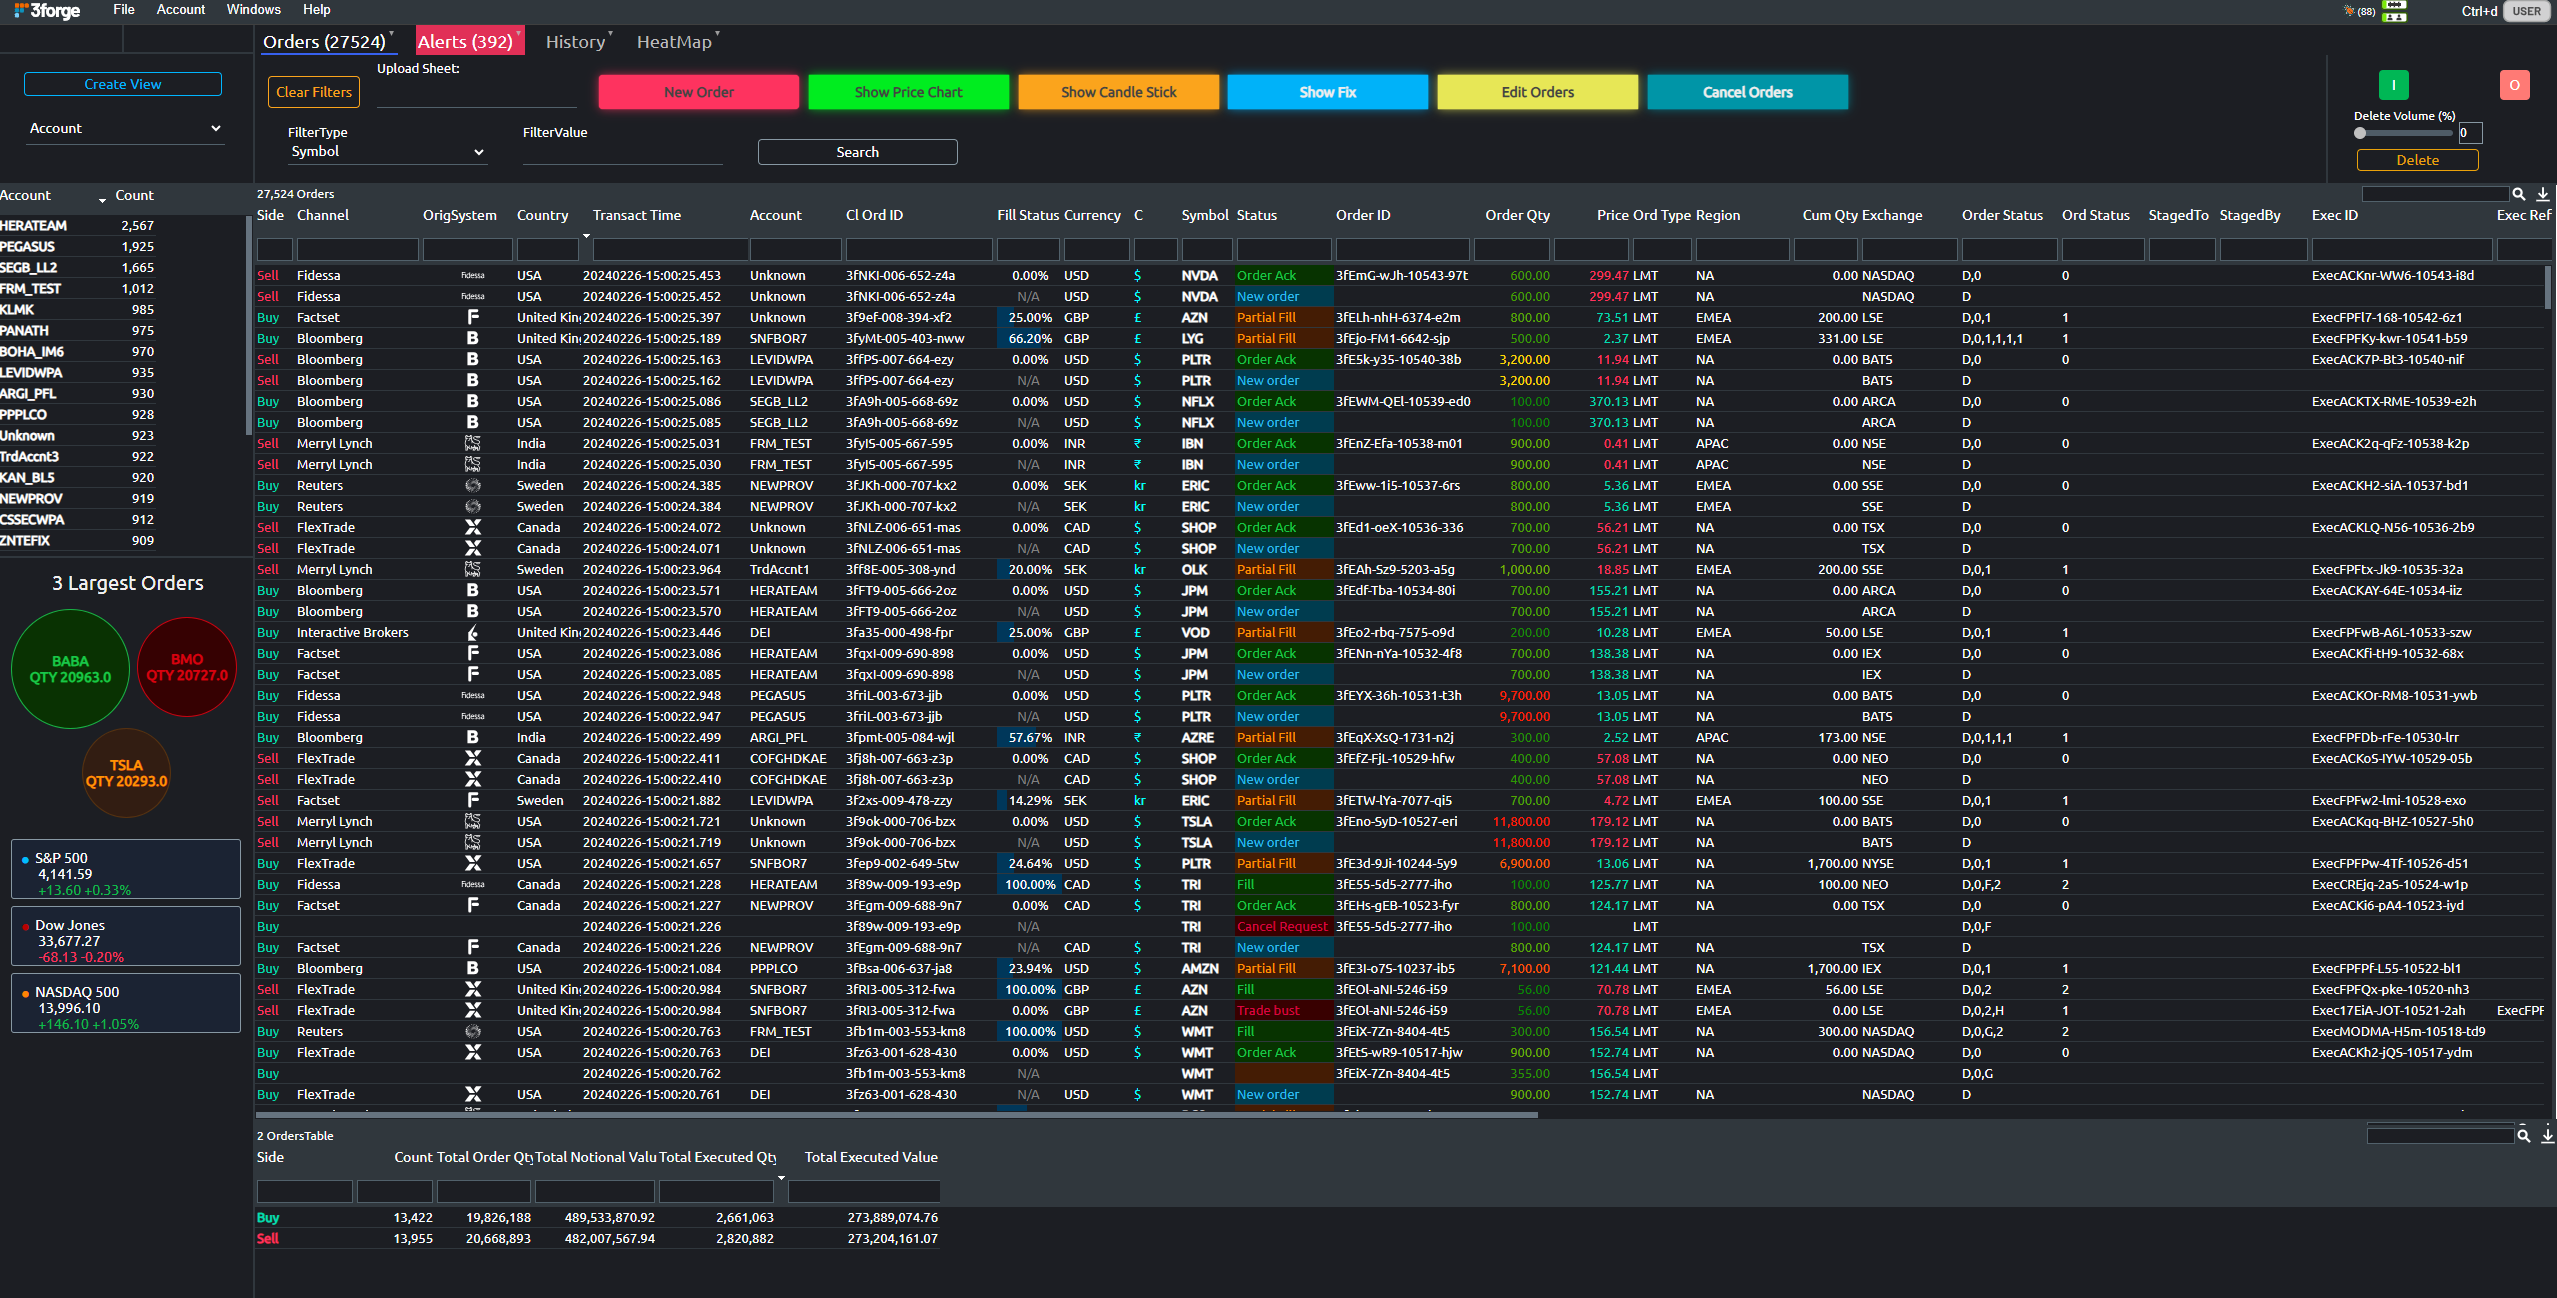 3forge File Account Windows Help (88) Ctrl+d USER
Orders (27524) Alerts (392) History HeatMap
Create View
Account
Clear Filters Upload Sheet: New Order Show Price Chart Show Candle Stick Show Fix Edit Orders Cancel Orders I O
Delete Volume (%)
0
Delete
FilterType FilterValue
Symbol Search
Account Count
HERATEAM 2,567
PEGASUS 1,925
SEGB_LL2 1,665
FRM_TEST 1,012
KLMK 985
PANATH 975
BOHA_IM6 970
LEVIDWPA 935
ARGI_PFL 930
PPPLCO 928
Unknown 923
TrdAccnt3 922
KAN_BL5 920
NEWPROV 919
CSSECWPA 912
ZNTEFIX 909
3 Largest Orders
BABA
QTY 20963.0
BMO
QTY 20727.0
TSLA
QTY 20293.0
S&P 500
4,141.59
+13.60 +0.33%
Dow Jones
33,677.27
-68.13 -0.20%
NASDAQ 500
13,996.10
+146.10 +1.05%
27,524 Orders
Side Channel OrigSystem Country Transact Time Account Cl Ord ID Fill Status Currency C Symbol Status Order ID Order Qty Price Ord Type Region Cum Qty Exchange Order Status Ord Status StagedTo StagedBy Exec ID Exec Ref
Sell Fidessa Fidessa USA 20240226-15:00:25.453 Unknown 3fNKI-006-652-z4a 0.00% USD $ NVDA Order Ack 3fEmG-wJh-10543-97t 600.00 299.47 LMT NA 0.00 NASDAQ D,0 0 ExecACKnr-WW6-10543-i8d
Sell Fidessa Fidessa USA 20240226-15:00:25.452 Unknown 3fNKI-006-652-z4a N/A USD $ NVDA New order 600.00 299.47 LMT NA NASDAQ D
Buy Factset F United King 20240226-15:00:25.397 Unknown 3f9ef-008-394-xf2 25.00% GBP £ AZN Partial Fill 3fELh-nhH-6374-e2m 800.00 73.51 LMT EMEA 200.00 LSE D,0,1 1 ExecFPFl7-168-10542-6z1
Buy Bloomberg B United King 20240226-15:00:25.189 SNFBOR7 3fyMt-005-403-nww 66.20% GBP £ LYG Partial Fill 3fEjo-FM1-6642-sjp 500.00 2.37 LMT EMEA 331.00 LSE D,0,1,1,1,1 1 ExecFPFKy-kwr-10541-b59
Sell Bloomberg B USA 20240226-15:00:25.163 LEVIDWPA 3ffPS-007-664-ezy 0.00% USD $ PLTR Order Ack 3fE5k-y35-10540-38b 3,200.00 11.94 LMT NA 0.00 BATS D,0 0 ExecACK7P-Bt3-10540-nif
Sell Bloomberg B USA 20240226-15:00:25.162 LEVIDWPA 3ffPS-007-664-ezy N/A USD $ PLTR New order 3,200.00 11.94 LMT NA BATS D
Buy Bloomberg B USA 20240226-15:00:25.086 SEGB_LL2 3fA9h-005-668-69z 0.00% USD $ NFLX Order Ack 3fEWM-QEl-10539-ed0 100.00 370.13 LMT NA 0.00 ARCA D,0 0 ExecACKTX-RME-10539-e2h
Buy Bloomberg B USA 20240226-15:00:25.085 SEGB_LL2 3fA9h-005-668-69z N/A USD $ NFLX New order 100.00 370.13 LMT NA ARCA D
Sell Merryl Lynch India 20240226-15:00:25.031 FRM_TEST 3fyIS-005-667-595 0.00% INR ₹ IBN Order Ack 3fEnZ-Efa-10538-m01 900.00 0.41 LMT APAC 0.00 NSE D,0 0 ExecACK2q-qFz-10538-k2p
Sell Merryl Lynch India 20240226-15:00:25.030 FRM_TEST 3fyIS-005-667-595 N/A INR ₹ IBN New order 900.00 0.41 LMT APAC NSE D
Buy Reuters Sweden 20240226-15:00:24.385 NEWPROV 3fJKh-000-707-kx2 0.00% SEK kr ERIC Order Ack 3fEww-1i5-10537-6rs 800.00 5.36 LMT EMEA 0.00 SSE D,0 0 ExecACKH2-siA-10537-bd1
Buy Reuters Sweden 20240226-15:00:24.384 NEWPROV 3fJKh-000-707-kx2 N/A SEK kr ERIC New order 800.00 5.36 LMT EMEA SSE D
Sell FlexTrade X Canada 20240226-15:00:24.072 Unknown 3fNLZ-006-651-mas 0.00% CAD $ SHOP Order Ack 3fEd1-oeX-10536-336 700.00 56.21 LMT NA 0.00 TSX D,0 0 ExecACKLQ-N56-10536-2b9
Sell FlexTrade X Canada 20240226-15:00:24.071 Unknown 3fNLZ-006-651-mas N/A CAD $ SHOP New order 700.00 56.21 LMT NA TSX D
Sell Merryl Lynch Sweden 20240226-15:00:23.964 TrdAccnt1 3ff8E-005-308-ynd 20.00% SEK kr OLK Partial Fill 3fEAh-Sz9-5203-a5g 1,000.00 18.85 LMT EMEA 200.00 SSE D,0,1 1 ExecFPFtx-Jk9-10535-32a
Buy Bloomberg B USA 20240226-15:00:23.571 HERATEAM 3fFT9-005-666-2oz 0.00% USD $ JPM Order Ack 3fEdf-Tba-10534-80i 700.00 155.21 LMT NA 0.00 ARCA D,0 0 ExecACKAY-64E-10534-iiz
Buy Bloomberg B USA 20240226-15:00:23.570 HERATEAM 3fFT9-005-666-2oz N/A USD $ JPM New order 700.00 155.21 LMT NA ARCA D
Buy Interactive Brokers United King 20240226-15:00:23.446 DEI 3fa35-000-498-fpr 25.00% GBP £ VOD Partial Fill 3fEo2-rbq-7575-o9d 200.00 10.28 LMT EMEA 50.00 LSE D,0,1 1 ExecFPFwB-A6L-10533-szw
Buy Factset F USA 20240226-15:00:23.086 HERATEAM 3fqxI-009-690-898 0.00% USD $ JPM Order Ack 3fENn-nYa-10532-4f8 700.00 138.38 LMT NA 0.00 IEX D,0 0 ExecACKfi-tH9-10532-68x
Buy Factset F USA 20240226-15:00:23.085 HERATEAM 3fqxI-009-690-898 N/A USD $ JPM New order 700.00 138.38 LMT NA IEX D
Buy Fidessa Fidessa USA 20240226-15:00:22.948 PEGASUS 3friL-003-673-jjb 0.00% USD $ PLTR Order Ack 3fEYX-36h-10531-t3h 9,700.00 13.05 LMT NA 0.00 BATS D,0 0 ExecACKOr-RM8-10531-ywb
Buy Fidessa Fidessa USA 20240226-15:00:22.947 PEGASUS 3friL-003-673-jjb N/A USD $ PLTR New order 9,700.00 13.05 LMT NA BATS D
Buy Bloomberg B India 20240226-15:00:22.499 ARGI_PFL 3fpmt-005-084-wjl 57.67% INR ₹ AZRE Partial Fill 3fEqX-XsQ-1731-n2j 300.00 2.52 LMT APAC 173.00 NSE D,0,1,1,1 1 ExecFPFDb-rFe-10530-lrr
Sell FlexTrade X Canada 20240226-15:00:22.411 COFGHDKAE 3fj8h-007-663-z3p 0.00% CAD $ SHOP Order Ack 3fEfZ-FjL-10529-hfw 400.00 57.08 LMT NA 0.00 NEO D,0 0 ExecACKoS-IYW-10529-05b
Sell FlexTrade X Canada 20240226-15:00:22.410 COFGHDKAE 3fj8h-007-663-z3p N/A CAD $ SHOP New order 400.00 57.08 LMT NA NEO D
Sell Factset F Sweden 20240226-15:00:21.882 LEVIDWPA 3f2xs-009-478-zzy 14.29% SEK kr ERIC Partial Fill 3fETW-lYa-7077-qi5 700.00 4.72 LMT EMEA 100.00 SSE D,0,1 1 ExecFPFw2-lmi-10528-exo
Sell Merryl Lynch USA 20240226-15:00:21.721 Unknown 3f9ok-000-706-bzx 0.00% USD $ TSLA Order Ack 3fEno-SyD-10527-eri 11,800.00 179.12 LMT NA 0.00 BATS D,0 0 ExecACKqq-BHZ-10527-5h0
Sell Merryl Lynch USA 20240226-15:00:21.719 Unknown 3f9ok-000-706-bzx N/A USD $ TSLA New order 11,800.00 179.12 LMT NA BATS D
Buy FlexTrade X USA 20240226-15:00:21.657 SNFBOR7 3fep9-002-649-5tw 24.64% USD $ PLTR Partial Fill 3fE3d-9Ji-10244-5y9 6,900.00 13.06 LMT NA 1,700.00 NYSE D,0,1 1 ExecFPFPw-4Tf-10526-d51
Buy Fidessa Fidessa Canada 20240226-15:00:21.228 HERATEAM 3f89w-009-193-e9p 100.00% CAD $ TRI Fill 3fE55-5d5-2777-iho 100.00 125.77 LMT NA 100.00 NEO D,0,F,2 2 ExecCREjq-2a5-10524-w1p
Buy Factset F Canada 20240226-15:00:21.227 NEWPROV 3fEgm-009-688-9n7 0.00% CAD $ TRI Order Ack 3fEHs-gEB-10523-fyr 800.00 124.17 LMT NA 0.00 TSX D,0 0 ExecACKi6-pA4-10523-iyd
Buy 20240226-15:00:21.226 3f89w-009-193-e9p N/A TRI Cancel Request 3fE55-5d5-2777-iho 100.00 LMT D,0,F
Buy Factset F Canada 20240226-15:00:21.226 NEWPROV 3fEgm-009-688-9n7 N/A CAD $ TRI New order 800.00 124.17 LMT NA TSX D
Buy Bloomberg B USA 20240226-15:00:21.084 PPPLCO 3fBsa-006-637-ja8 23.94% USD $ AMZN Partial Fill 3fE3I-o7S-10237-ib5 7,100.00 121.44 LMT NA 1,700.00 IEX D,0,1 1 ExecFPFPf-L55-10522-bl1
Sell FlexTrade X United King 20240226-15:00:20.984 SNFBOR7 3fRI3-005-312-fwa 100.00% GBP £ AZN Fill 3fEOl-aNI-5246-i59 56.00 70.78 LMT EMEA 56.00 LSE D,0,2 2 ExecFPFQx-pke-10520-nh3
Sell FlexTrade X United King 20240226-15:00:20.984 SNFBOR7 3fRI3-005-312-fwa 0.00% GBP £ AZN Trade bust 3fEOl-aNI-5246-i59 56.00 70.78 LMT EMEA 0.00 LSE D,0,2,H 1 Exec17EiA-JOT-10521-2ah ExecFPF
Buy Reuters USA 20240226-15:00:20.763 FRM_TEST 3fb1m-003-553-km8 100.00% USD $ WMT Fill 3fEiX-7Zn-8404-4t5 300.00 156.54 LMT NA 300.00 NASDAQ D,0,G,2 2 ExecMODMA-H5m-10518-td9
Buy FlexTrade X USA 20240226-15:00:20.763 DEI 3fz63-001-628-430 0.00% USD $ WMT Order Ack 3fEtS-wR9-10517-hjw 900.00 152.74 LMT NA 0.00 NASDAQ D,0 0 ExecACKh2-jQS-10517-ydm
Buy 20240226-15:00:20.762 3fb1m-003-553-km8 N/A WMT 3fEiX-7Zn-8404-4t5 355.00 156.54 LMT D,0,G
Buy FlexTrade X USA 20240226-15:00:20.761 DEI 3fz63-001-628-430 N/A USD $ WMT New order 900.00 152.74 LMT NA NASDAQ D
2 OrdersTable
Side Count Total Order Qty Total Notional Valu Total Executed Qty Total Executed Value
Buy 13,422 19,826,188 489,533,870.92 2,661,063 273,889,074.76
Sell 13,955 20,668,893 482,007,567.94 2,820,882 273,204,161.07